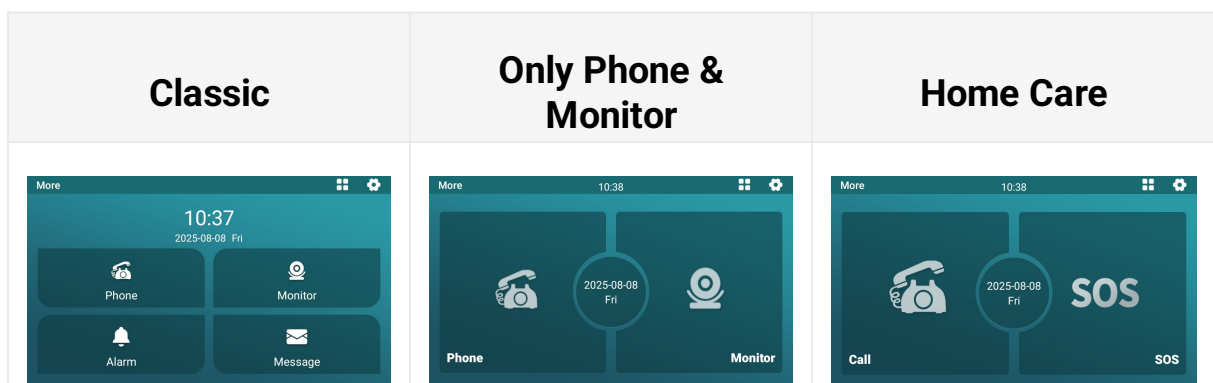 Classic
Only Phone &
Monitor
Home Care
More
10:37
2025-08-08 Fri
Phone
Monitor
Alarm
Message
More
10:38
2025-08-08
Fri
Phone
Monitor
More
10:38
2025-08-08
Fri
SOS
Call
SOS